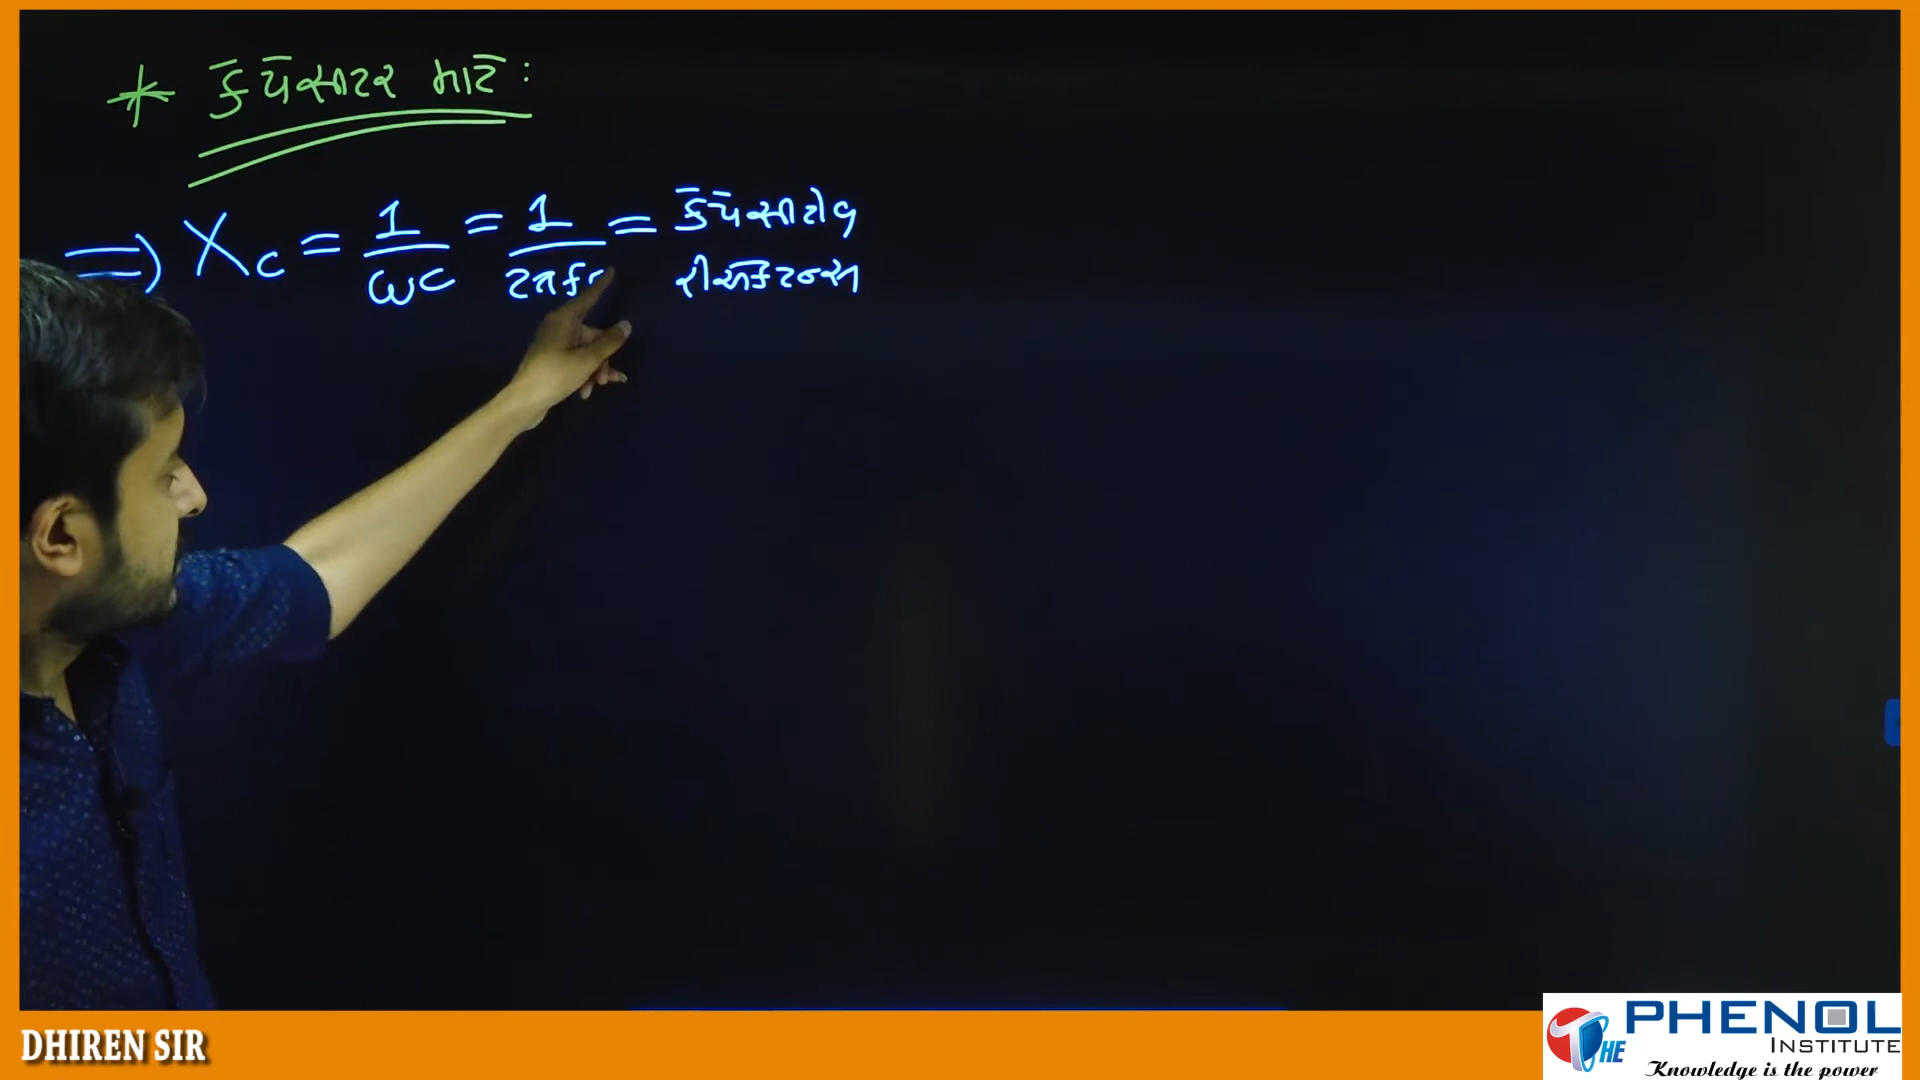 * કેપેસીટર માટે :
⇒ Xc = 1/ωC = 1/2πfc = કેપેસીટીવ
રીએક્ટન્સ
DHIREN SIR
THE PHENOL
INSTITUTE
Knowledge is the power